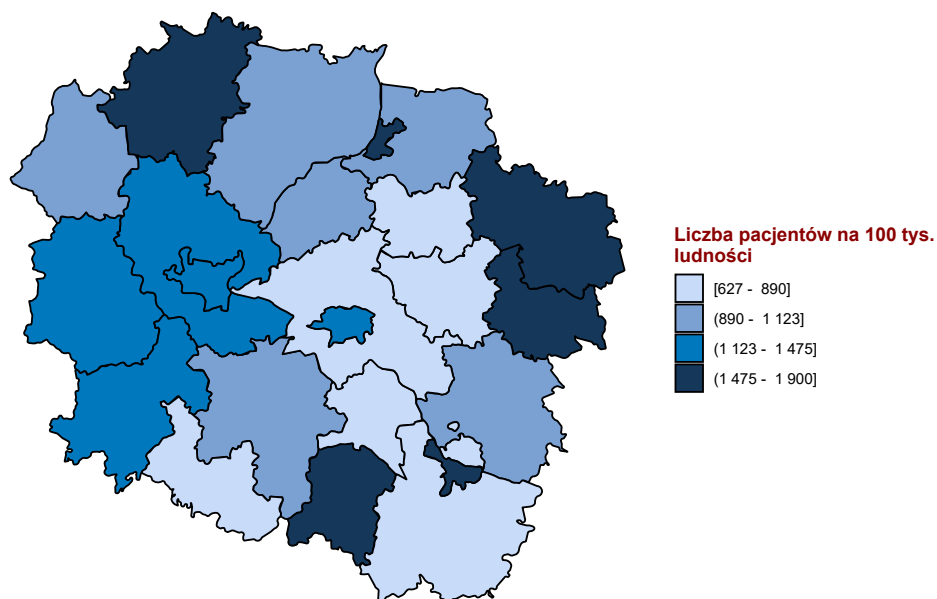 Liczba pacjentów na 100 tys.
ludności
[627 - 890]
(890 - 1 123]
(1 123 - 1 475]
(1 475 - 1 900]